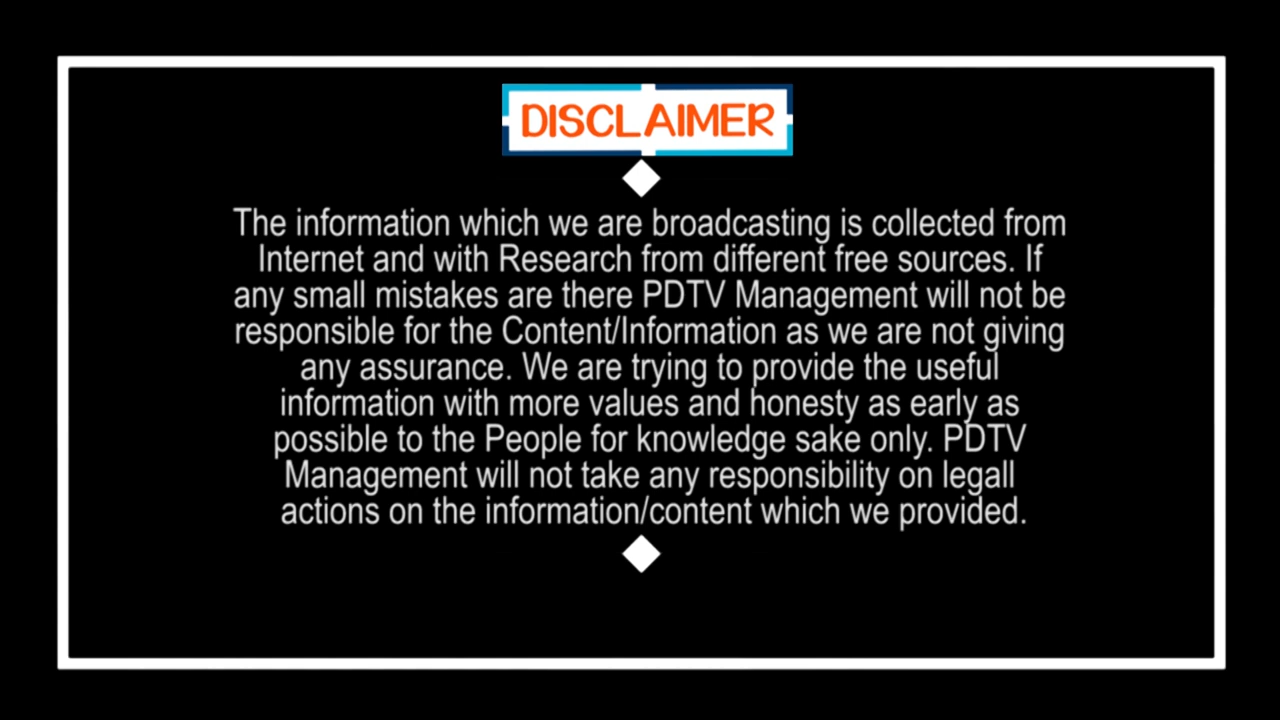 DISCLAIMER
The information which we are broadcasting is collected from
Internet and with Research from different free sources. If
any small mistakes are there PDTV Management will not be
responsible for the Content/Information as we are not giving
any assurance. We are trying to provide the useful
information with more values and honesty as early as
possible to the People for knowledge sake only. PDTV
Management will not take any responsibility on legall
actions on the information/content which we provided.